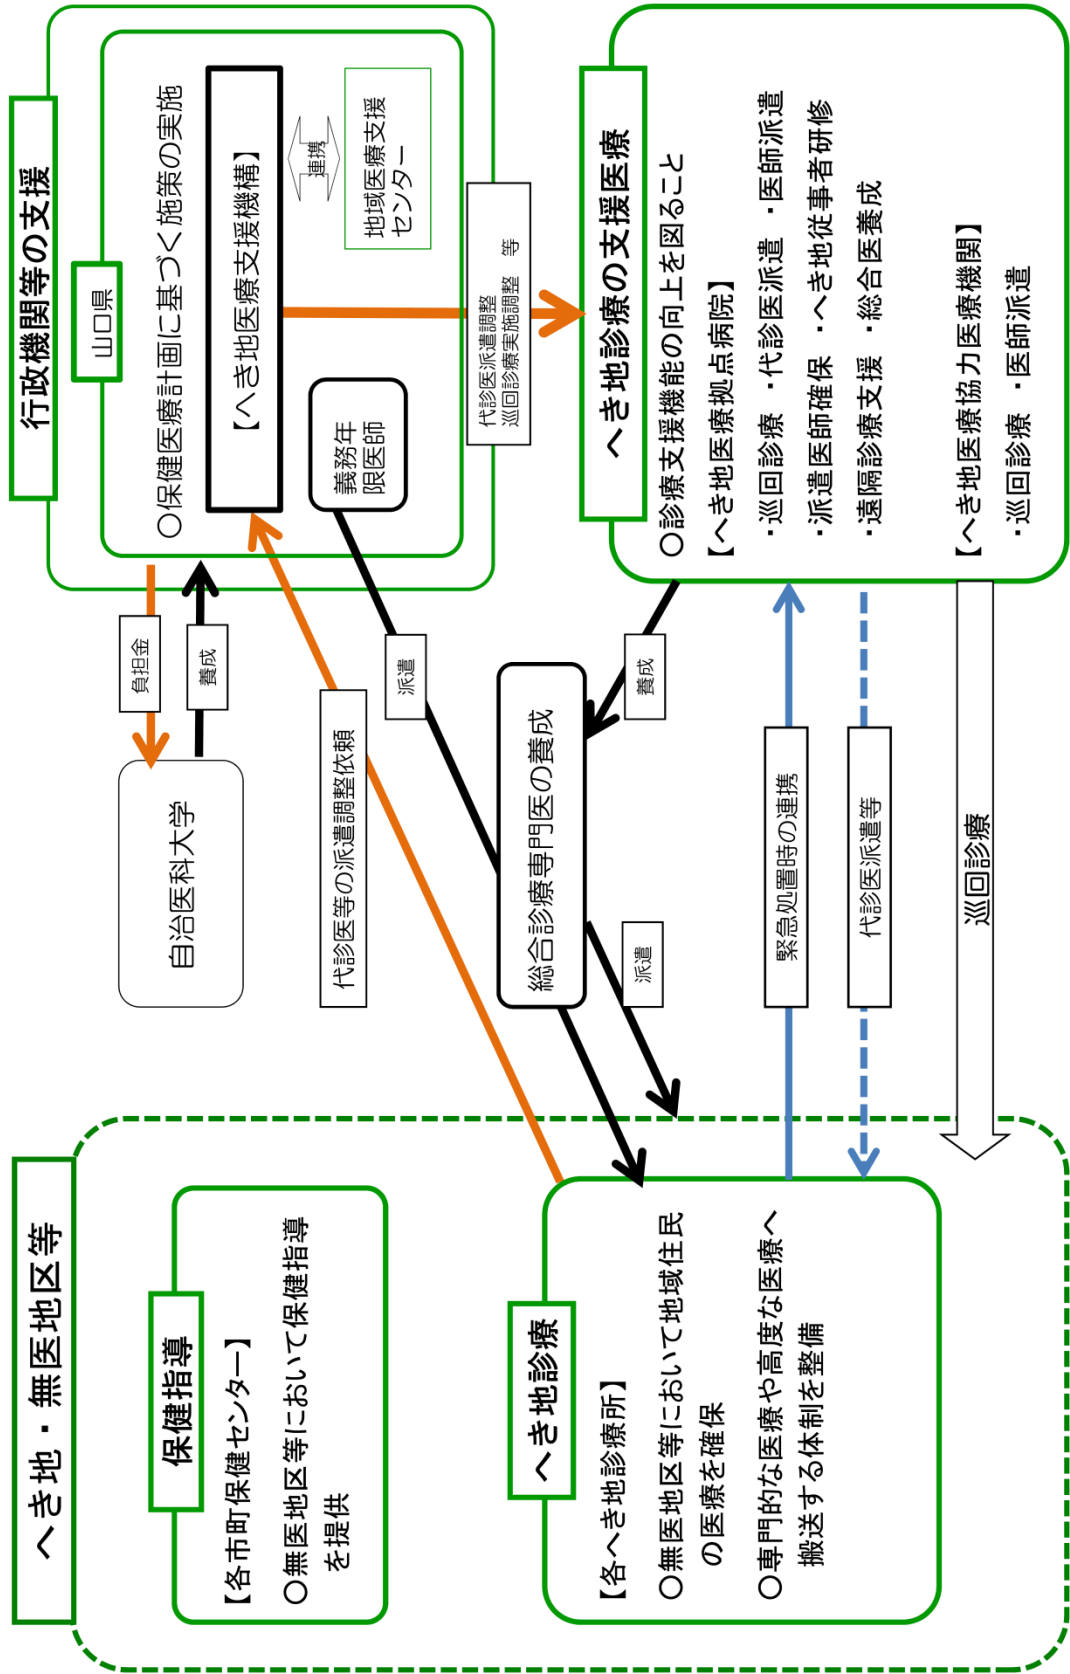 へき地・無医地区等
保健指導
【各市町保健センター】
〇無医地区等において保健指導
を提供
へき地診療
【各へき地診療所】
〇無医地区等において地域住民
の医療を確保
〇専門的な医療や高度な医療へ
搬送する体制を整備
自治医科大学
負担金
養成
代診医等の派遣調整依頼
派遣
総合診療専門医の養成
養成
派遣
緊急処置時の連携
代診医派遣等
巡回診療
行政機関等の支援
山口県
〇保健医療計画に基づく施策の実施
【へき地医療支援機構】
連携
地域医療支援
センター
義務年
限医師
代診医派遣調整
巡回診療実施調整　等
へき地診療の支援医療
〇診療支援機能の向上を図ること
【へき地医療拠点病院】
・巡回診療　・代診医派遣　・医師派遣
・派遣医師確保　・へき地従事者研修
・遠隔診療支援　・総合医養成
【へき地医療協力医療機関】
・巡回診療　・医師派遣